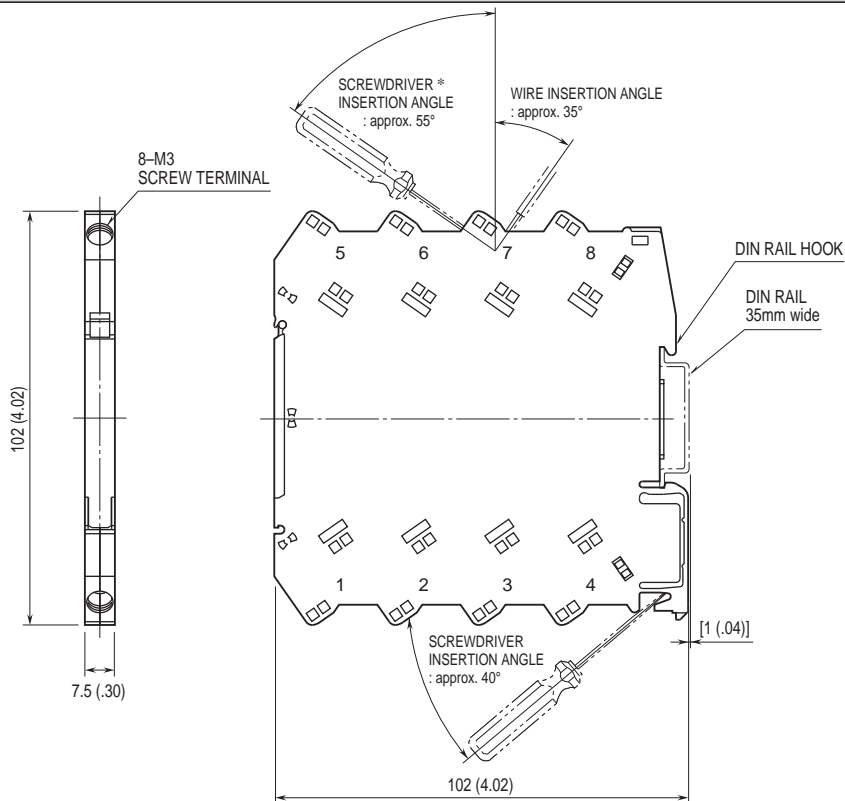 SCREWDRIVER *
INSERTION ANGLE
: approx. 55°
WIRE INSERTION ANGLE
: approx. 35°
8–M3
SCREW TERMINAL
5 6 7 8
DIN RAIL HOOK
DIN RAIL
35mm wide
102 (4.02)
1 2 3 4
[1 (.04)]
SCREWDRIVER
INSERTION ANGLE
: approx. 40°
7.5 (.30)
102 (4.02)